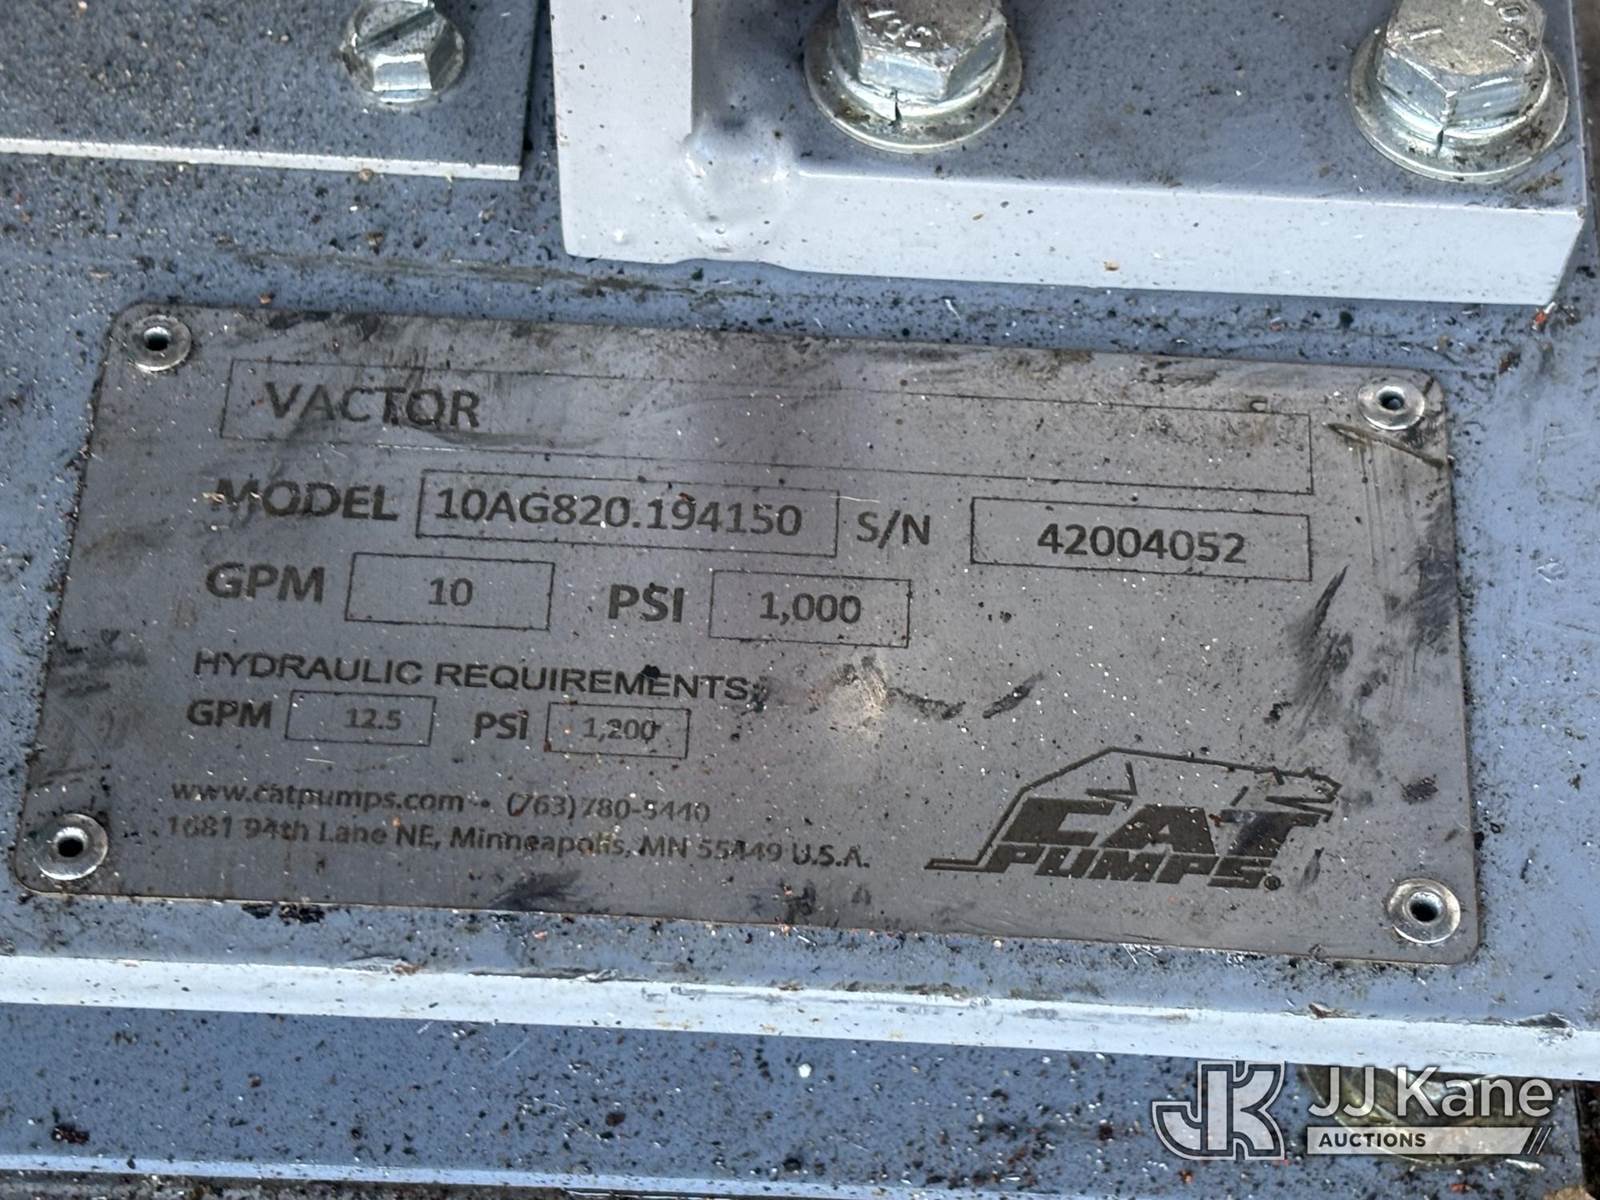 VACTOR
MODEL 10AG820.194150 S/N 42004052
GPM 10 PSI 1,000
HYDRAULIC REQUIREMENTS:
GPM 12.5 PSI 1,200
www.catpumps.com • (763)780-5440
1681 94th Lane NE, Minneapolis, MN 55449 U.S.A.
CAT
PUMPS®
JK JJ Kane
AUCTIONS